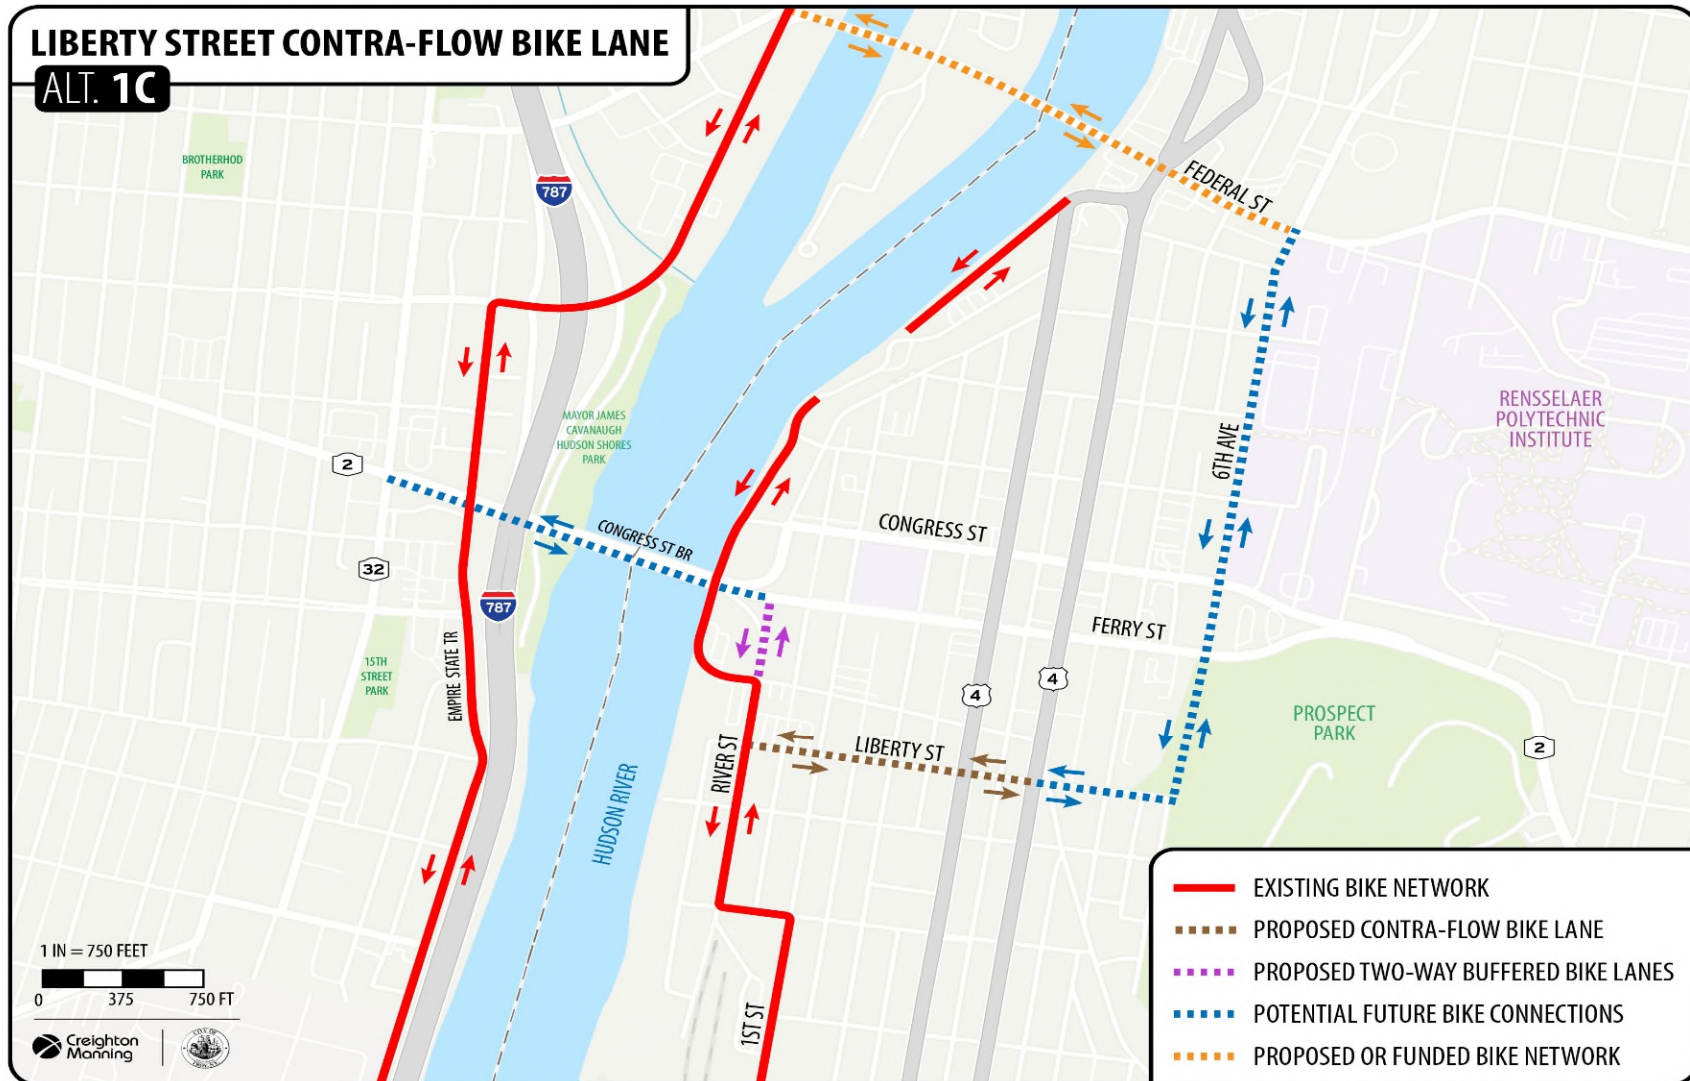 LIBERTY STREET CONTRA-FLOW BIKE LANE
ALT. 1C
BROTHERHOD
PARK
787
FEDERAL ST
MAYOR JAMES
CAVANAUGH
HUDSON SHORES
PARK
RENSSELAER
POLYTECHNIC
INSTITUTE
6TH AVE
2
CONGRESS ST BR
CONGRESS ST
32
787
FERRY ST
15TH
STREET
PARK
EMPIRE STATE TR
4
4
PROSPECT
PARK
2
RIVER ST
LIBERTY ST
HUDSON RIVER
1ST ST
1 IN = 750 FEET
0 375 750 FT
Creighton
Manning
EXISTING BIKE NETWORK
PROPOSED CONTRA-FLOW BIKE LANE
PROPOSED TWO-WAY BUFFERED BIKE LANES
POTENTIAL FUTURE BIKE CONNECTIONS
PROPOSED OR FUNDED BIKE NETWORK